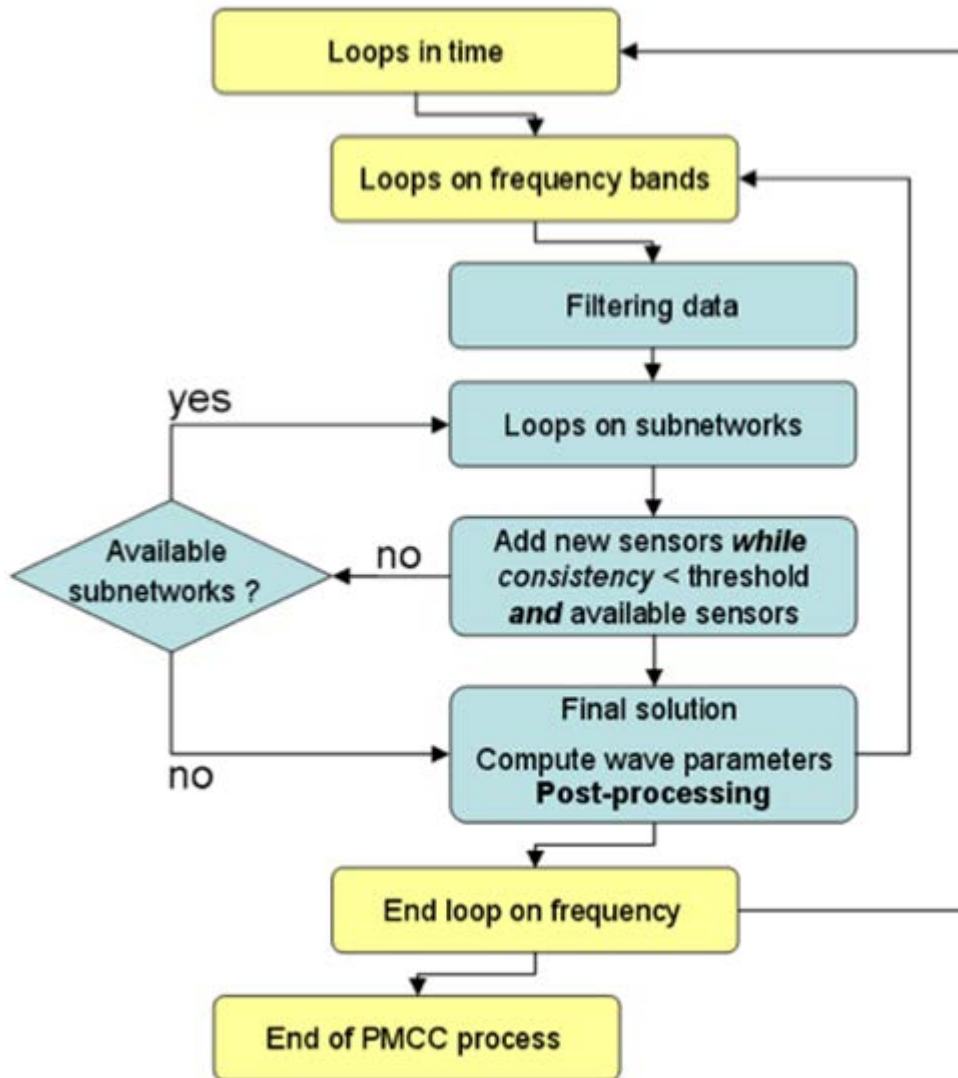 Loops in time
Loops on frequency bands
Filtering data
yes
Loops on subnetworks
Available
subnetworks ?
no
Add new sensors while
consistency < threshold
and available sensors
Final solution
Compute wave parameters
Post-processing
no
End loop on frequency
End of PMCC process